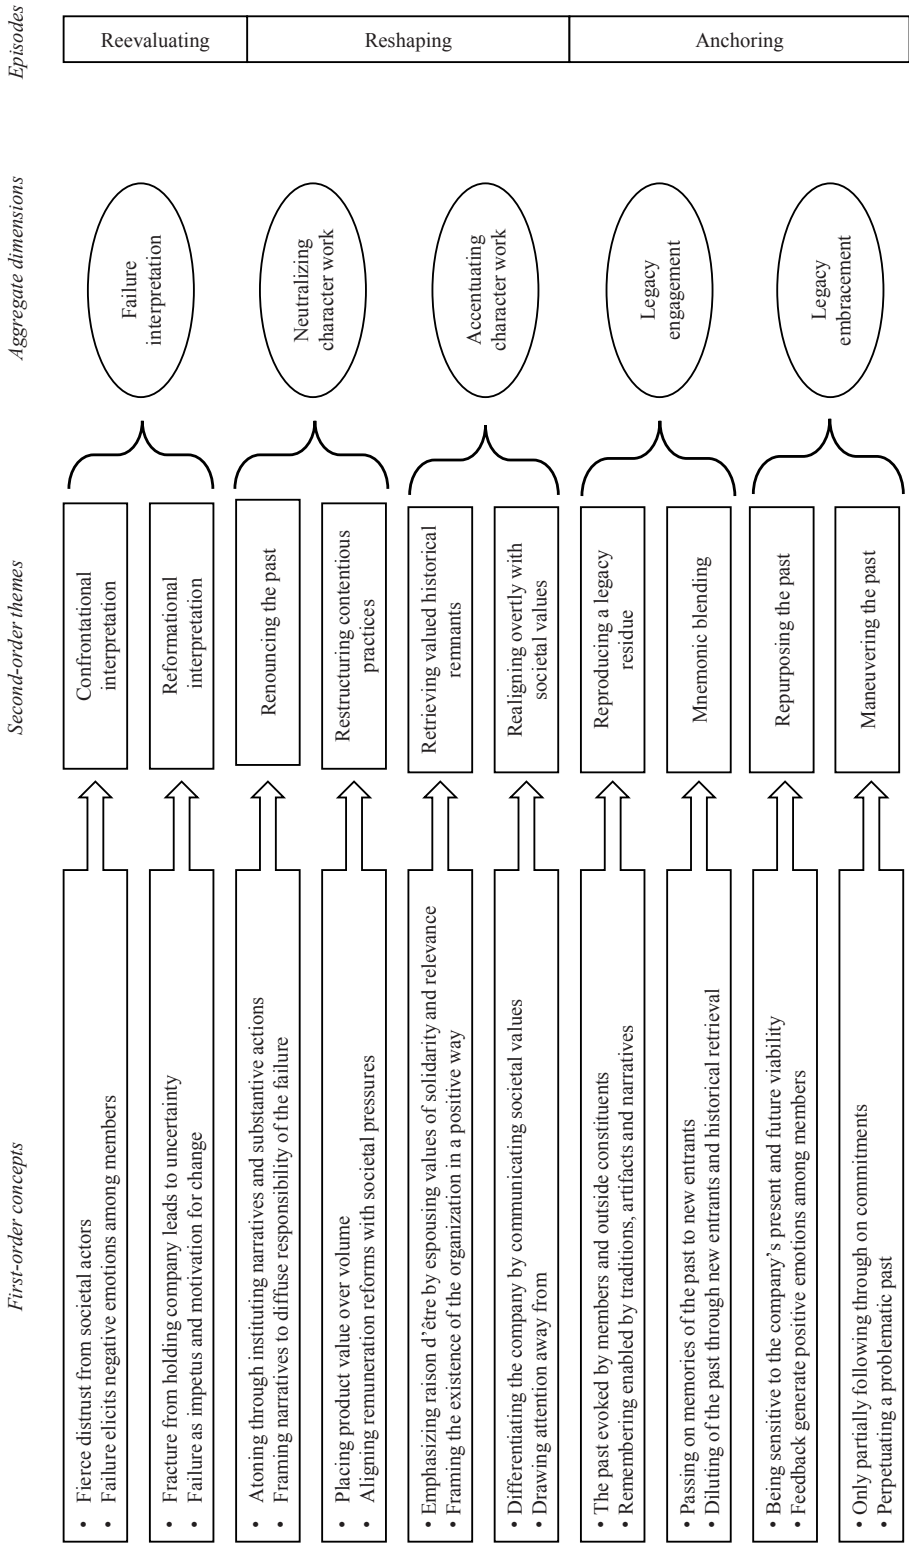 First-order concepts
Second-order themes
Aggregate dimensions
Episodes
• Fierce distrust from societal actors
• Failure elicits negative emotions among members
Confrontational
interpretation
• Fracture from holding company leads to uncertainty
• Failure as impetus and motivation for change
Reformational
interpretation
Failure
interpretation
Reevaluating
• Atoning through instituting narratives and substantive actions
• Framing narratives to diffuse responsibility of the failure
Renouncing the past
• Placing product value over volume
• Aligning remuneration reforms with societal pressures
Restructuring contentious
practices
Neutralizing
character work
• Emphasizing raison d’être by espousing values of solidarity and relevance
• Framing the existence of the organization in a positive way
Retrieving valued historical
remnants
• Differentiating the company by communicating societal values
• Drawing attention away from
Realigning overtly with
societal values
Accentuating
character work
Reshaping
• The past evoked by members and outside constituents
• Remembering enabled by traditions, artifacts and narratives
Reproducing a legacy
residue
• Passing on memories of the past to new entrants
• Diluting of the past through new entrants and historical retrieval
Mnemonic blending
Legacy
engagement
• Being sensitive to the company’s present and future viability
• Feedback generate positive emotions among members
Repurposing the past
• Only partially following through on commitments
• Perpetuating a problematic past
Maneuvering the past
Legacy
embracement
Anchoring